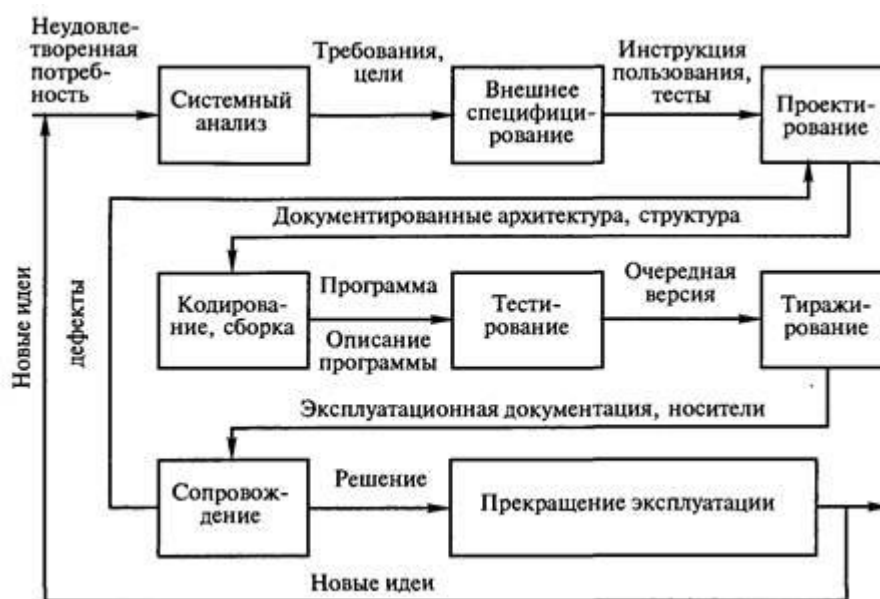 Неудовле-
творенная
потреб-
ность
Системный
анализ
Требования,
цели
Внешнее
специфици-
рование
Инструкция
пользования,
тесты
Проекти-
рование
Документированные архитектура, структура
Новые идеи
дефекты
Кодирова-
ние, сборка
Программа
Описание
программы
Тести-
рование
Очередная
версия
Тиражи-
рование
Эксплуатационная документация, носители
Сопровож-
дение
Решение
Прекращение эксплуатации
Новые идеи